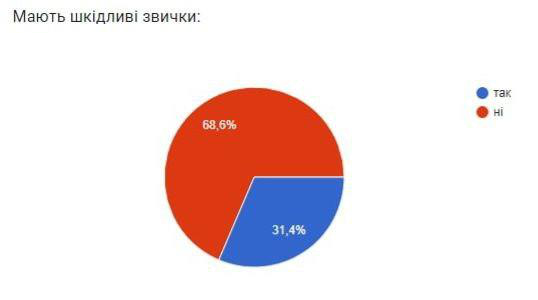 Мають шкідливі звички:
так
ні
68,6%
31,4%